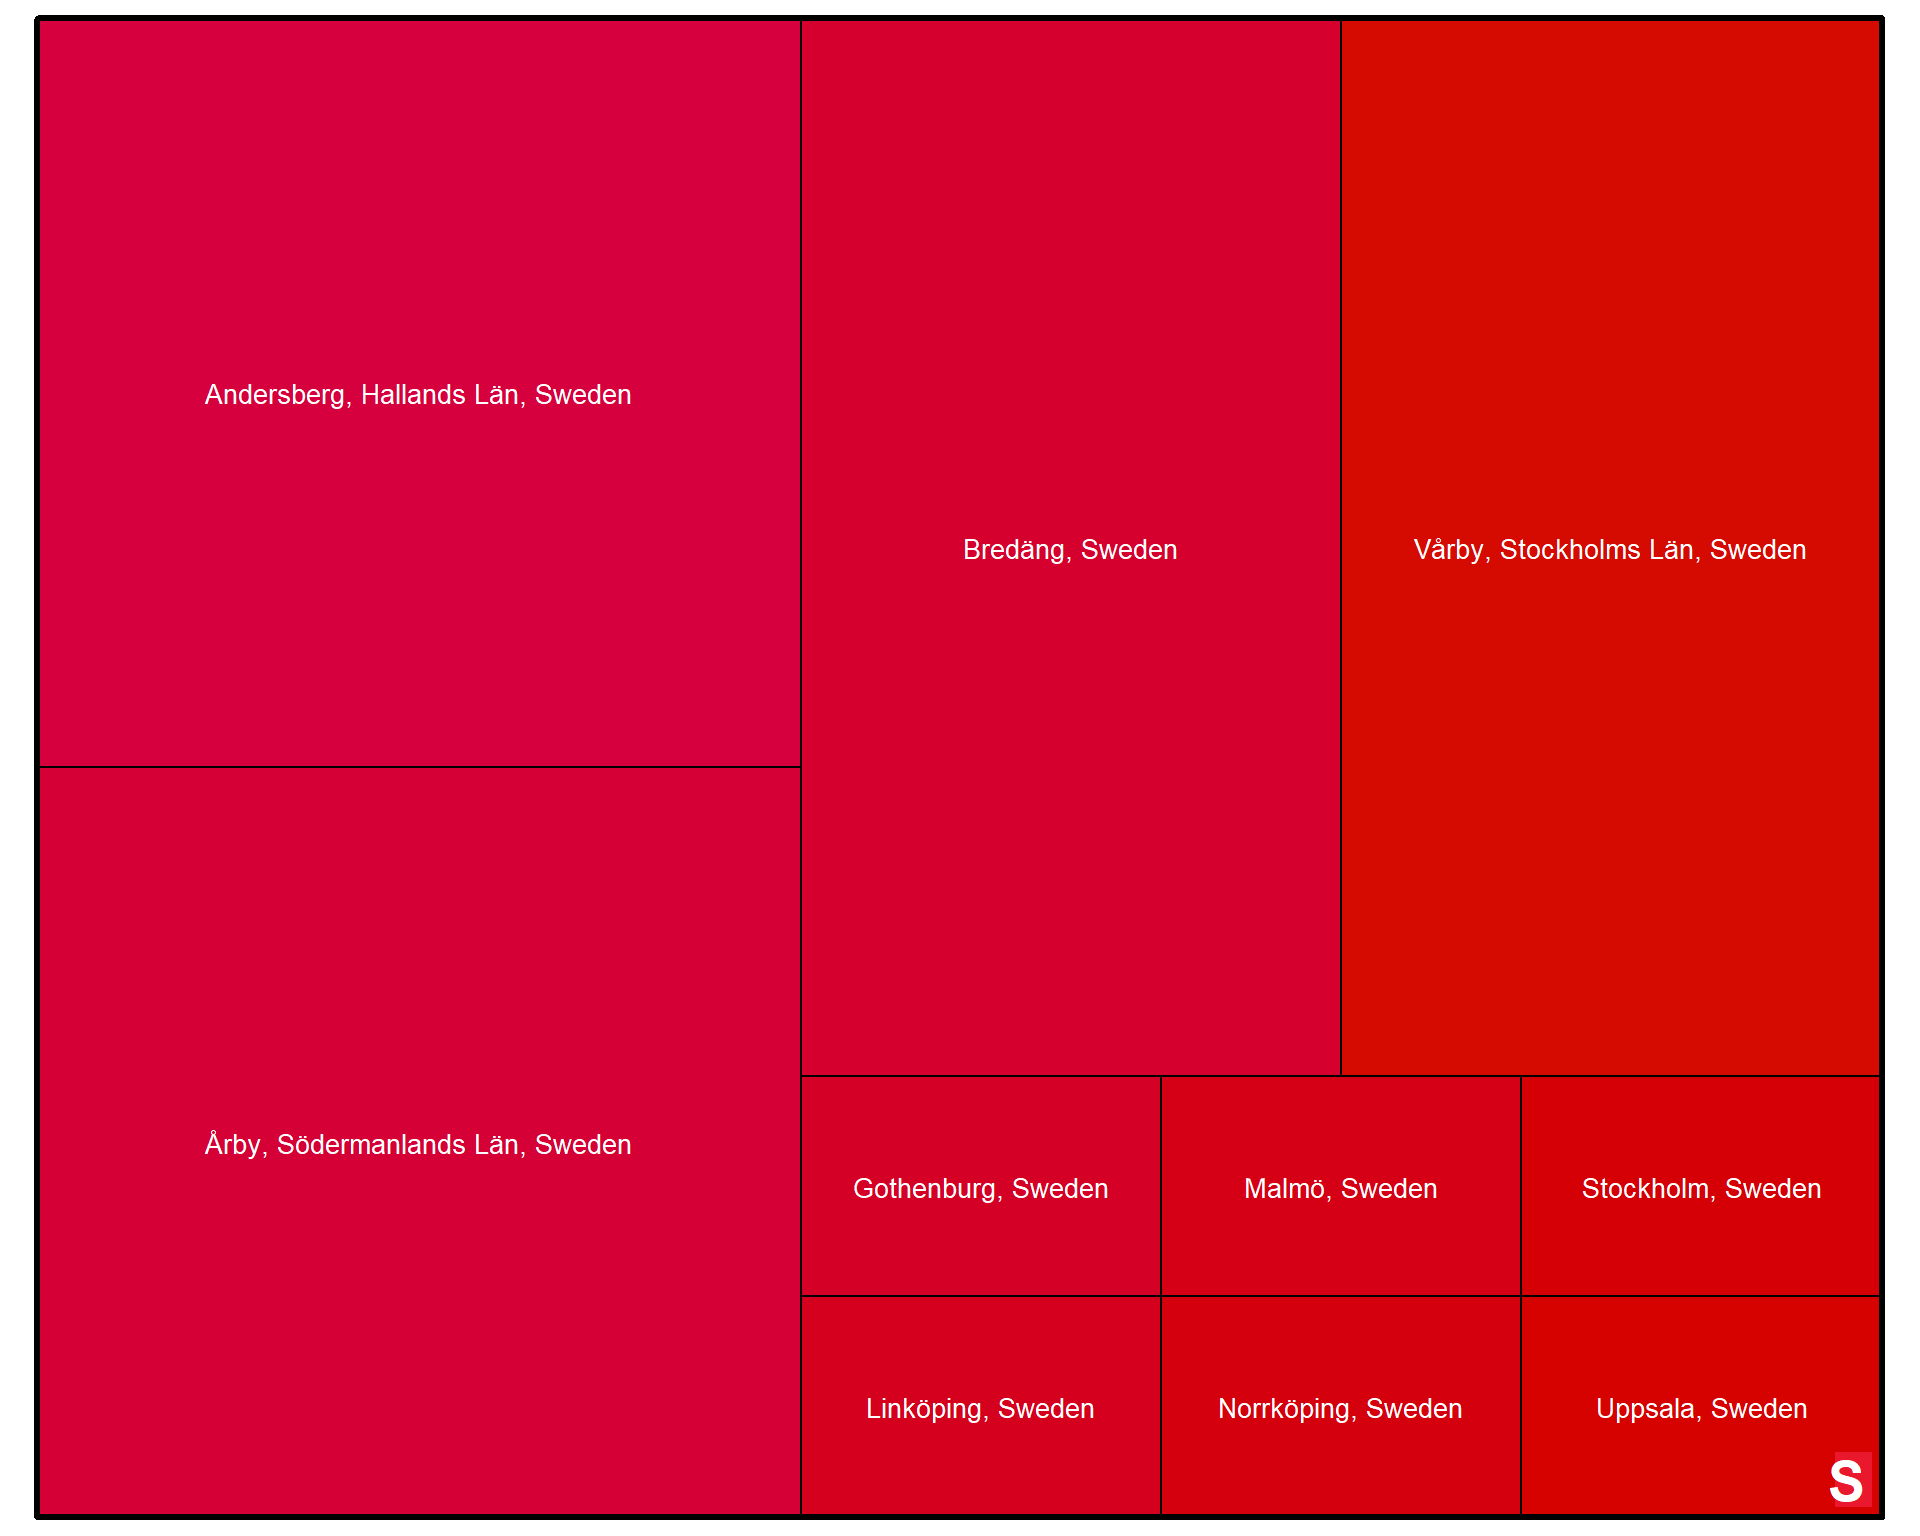 Andersberg, Hallands Län, Sweden
Årby, Södermanlands Län, Sweden
Bredäng, Sweden
Vårby, Stockholms Län, Sweden
Gothenburg, Sweden
Malmö, Sweden
Stockholm, Sweden
Linköping, Sweden
Norrköping, Sweden
Uppsala, Sweden
S